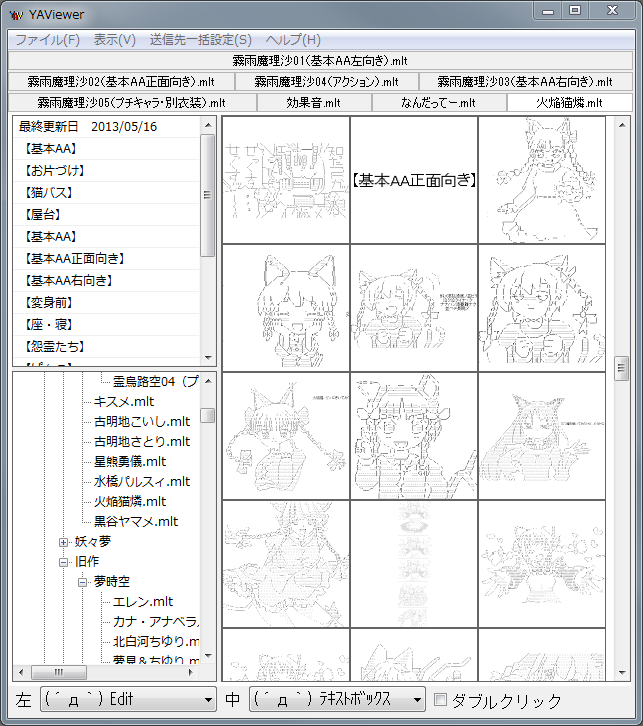 YAViewer
ファイル(F) 表示(V) 送信先一括設定(S) ヘルプ(H)
霧雨魔理沙01(基本AA左向き).mlt
霧雨魔理沙02(基本AA正面向き).mlt 霧雨魔理沙04(アクション).mlt 霧雨魔理沙03(基本AA右向き).mlt
霧雨魔理沙05(プチキャラ・別衣装).mlt 効果音.mlt なんだってー.mlt 火焔猫燐.mlt
最終更新日 2013/05/16
【基本AA】
【お片づけ】
【猫バス】
【屋台】
【基本AA】
【基本AA正面向き】
【基本AA右向き】
【変身前】
【座・寝】
【怨霊たち】
【基本AA正面向き】
霊烏路空04（プ
キスメ.mlt
古明地こいし.mlt
古明地さとり.mlt
星熊勇儀.mlt
水橋パルスィ.mlt
火焔猫燐.mlt
黒谷ヤマメ.mlt
妖々夢
旧作
夢時空
エレン.mlt
カナ・アナベラ
北白河ちゆり.m
夢見＆ちゆり.m
左 (´д｀) Edit 中 (´д｀) テキストボックス ダブルクリック